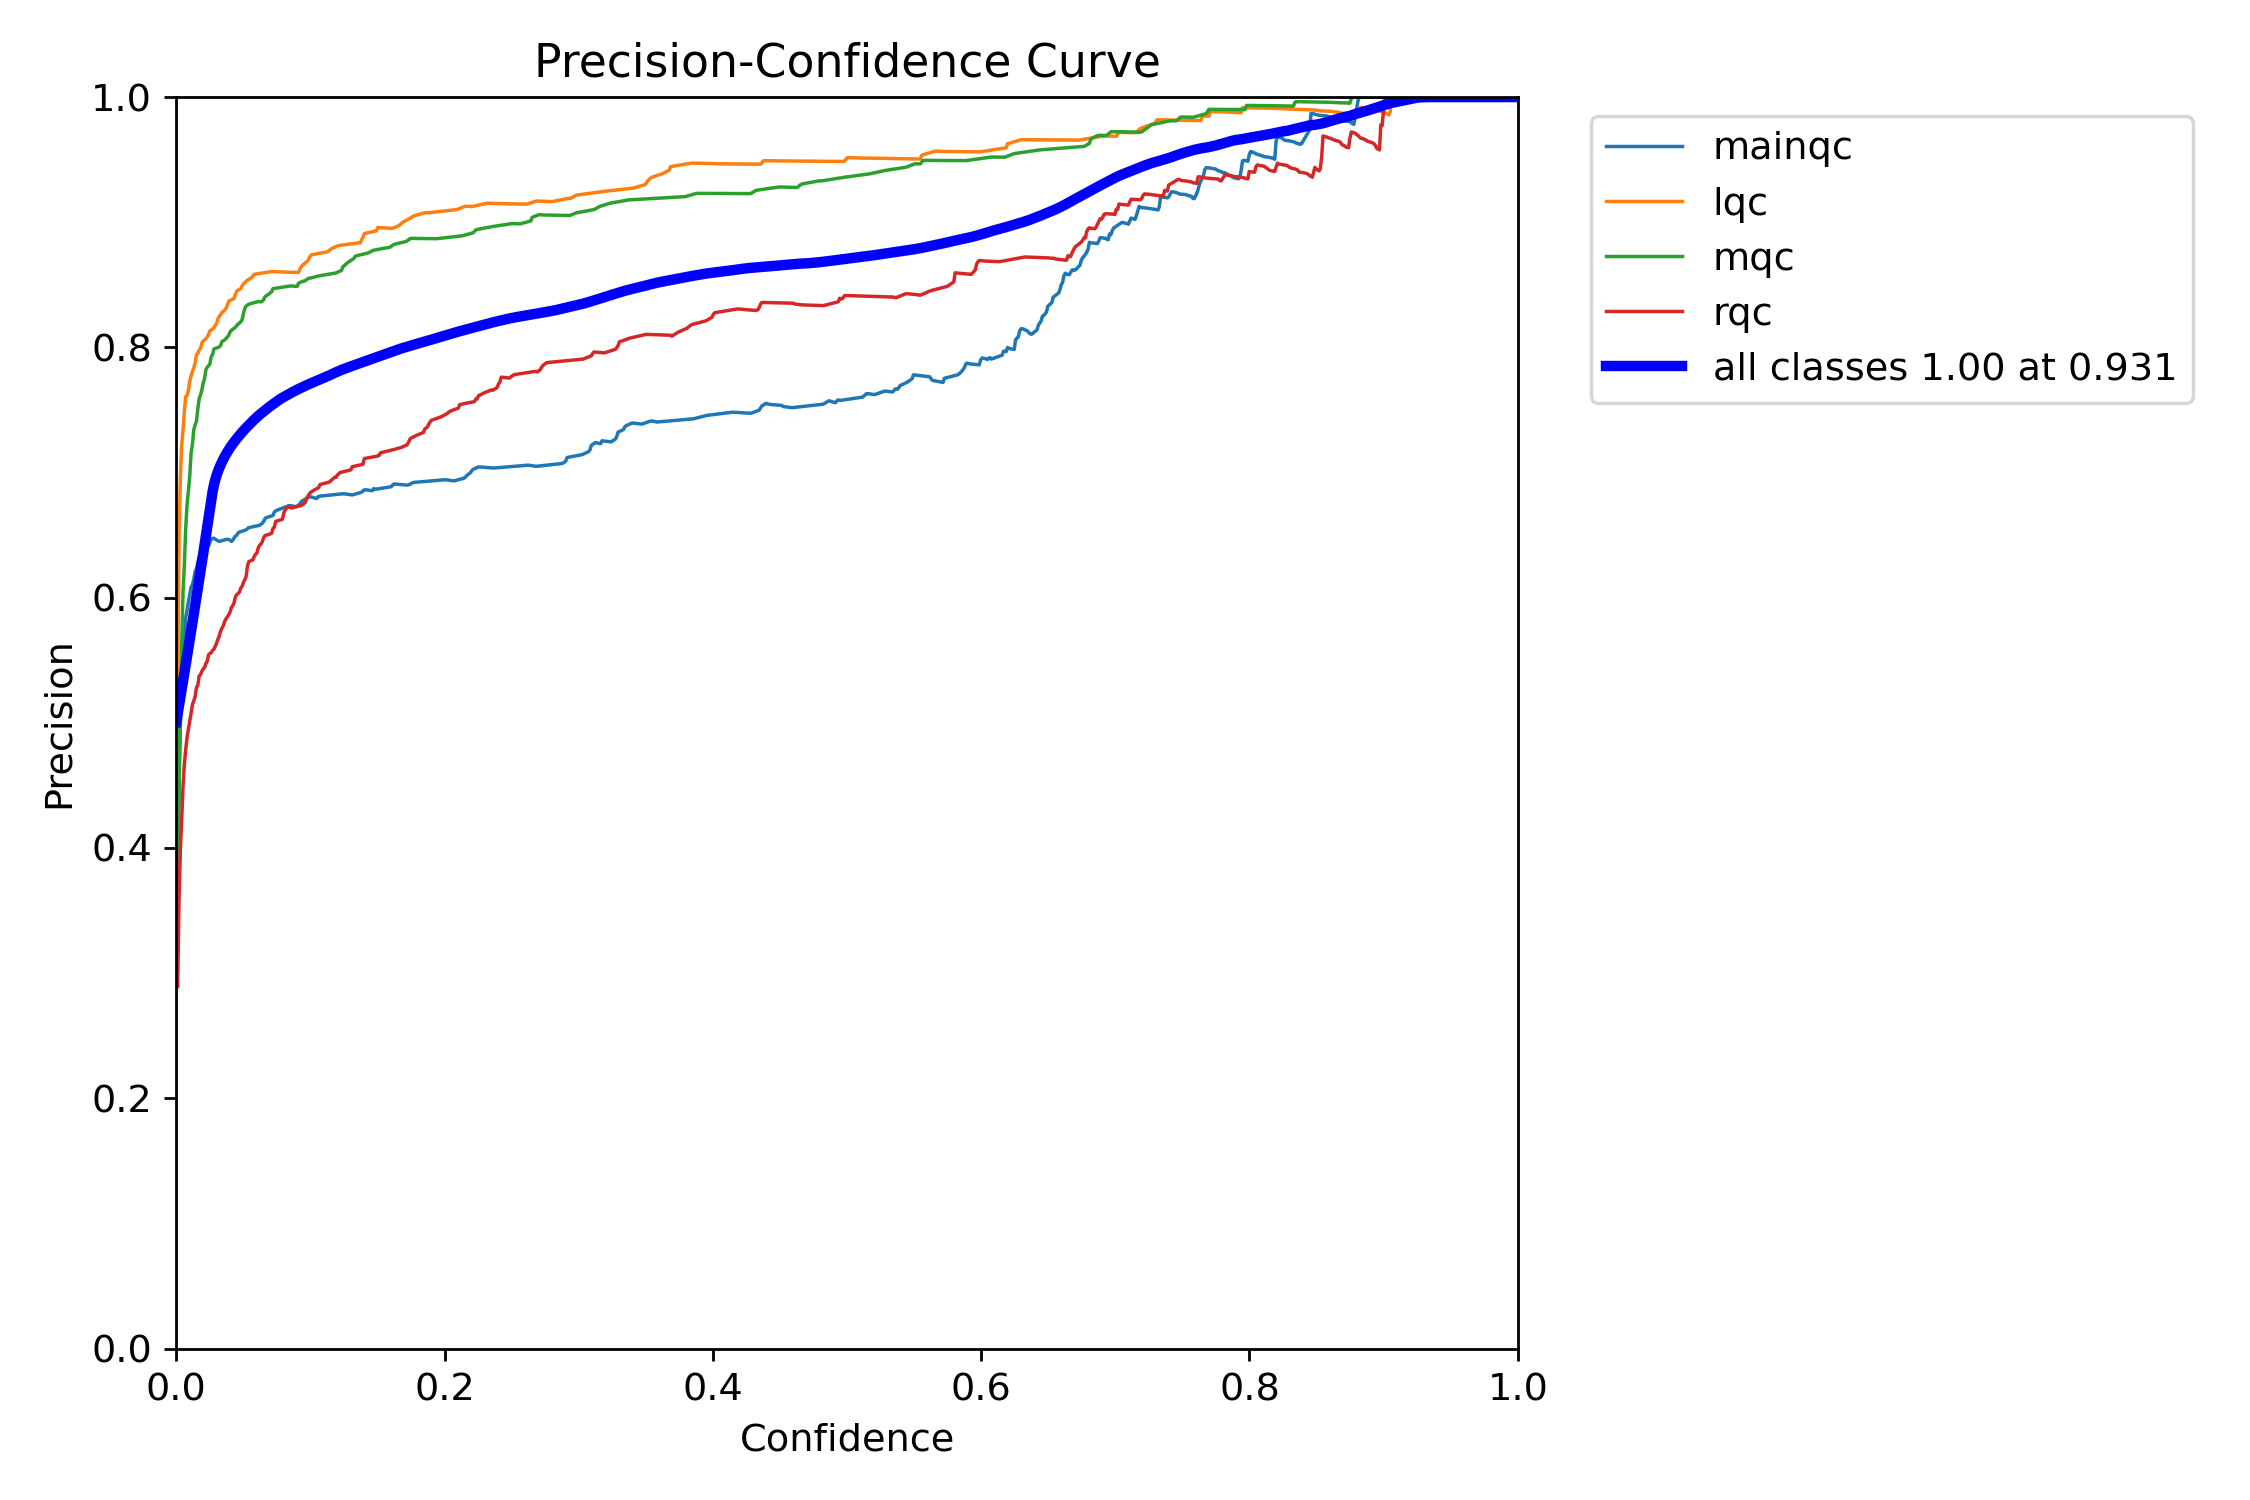 Precision-Confidence Curve
1.0
0.8
0.6
0.4
0.2
0.0
Precision
0.0 0.2 0.4 0.6 0.8 1.0
Confidence
mainqc
lqc
mqc
rqc
all classes 1.00 at 0.931